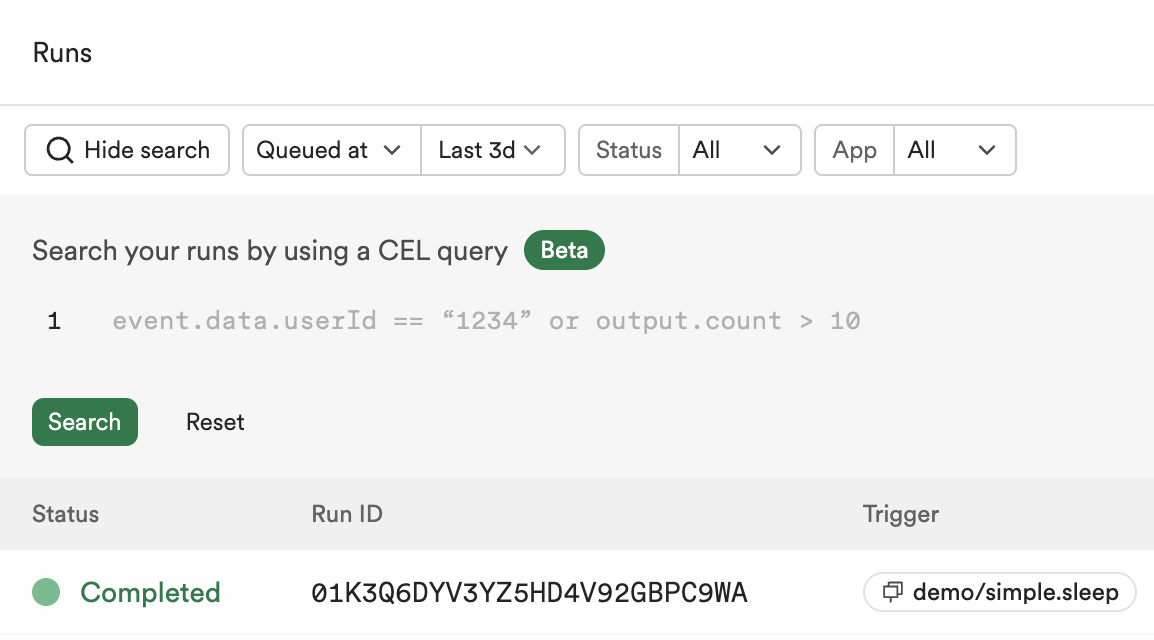 Runs
Hide search Queued at Last 3d Status All App All
Search your runs by using a CEL query Beta
1 event.data.userId == “1234” or output.count > 10
Search Reset
Status Run ID Trigger
Completed 01K3Q6DYV3YZ5HD4V92GBPC9WA demo/simple.sleep